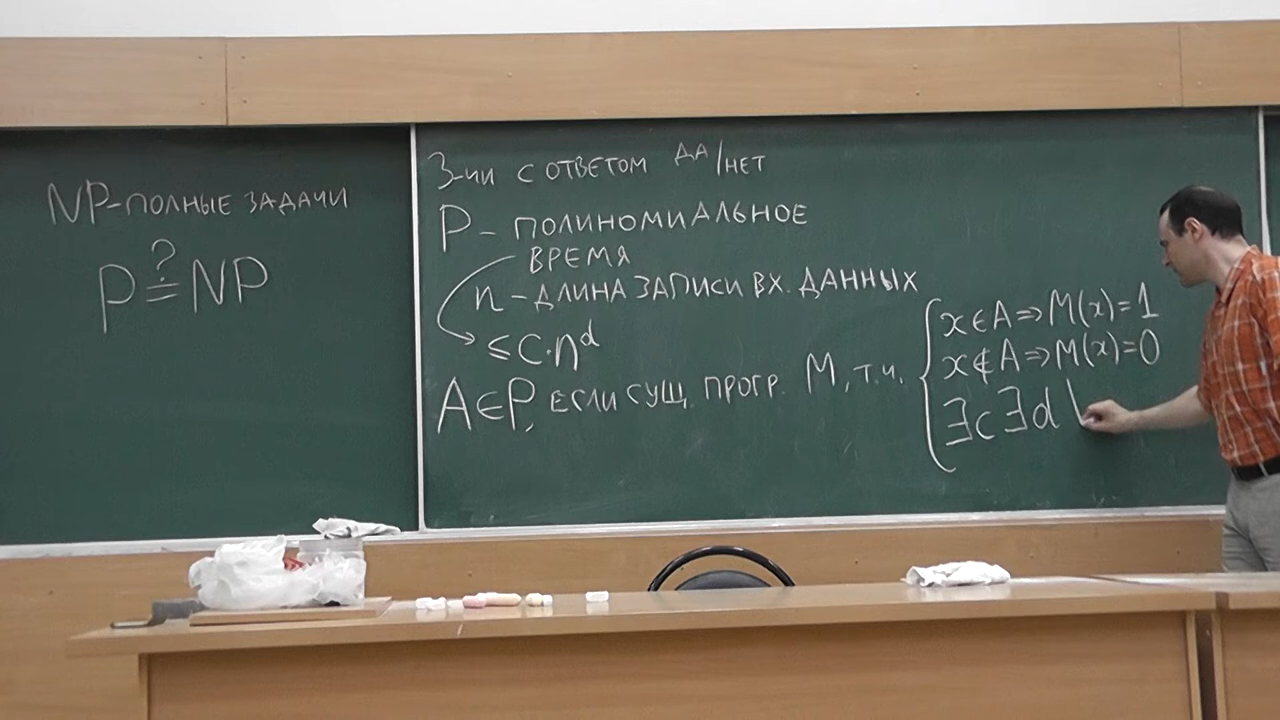 NP-ПОЛНЫЕ ЗАДАЧИ
P ?= NP
З-ЧИ С ОТВЕТОМ ДА/НЕТ
P - ПОЛИНОМИАЛЬНОЕ
ВРЕМЯ
n - ДЛИНА ЗАПИСИ ВХ. ДАННЫХ
≤ C·n^d
A∈P, ЕСЛИ СУЩ. ПРОГР. M, Т.Ч.
x∈A ⇒ M(x)=1
x∉A ⇒ M(x)=0
∃c ∃d